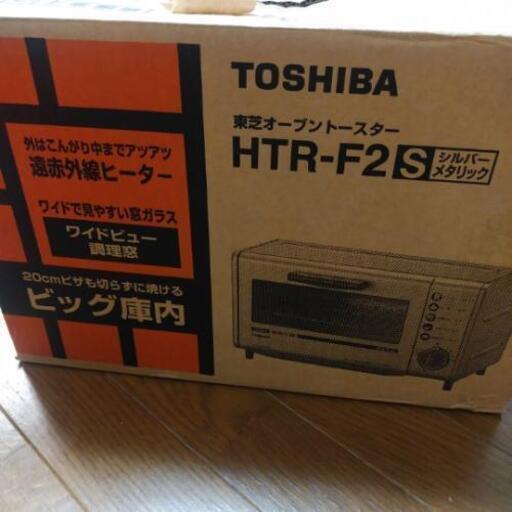 TOSHIBA
東芝オーブントースター
HTR-F2 S シルバー
メタリック
外はこんがり中までアツアツ
遠赤外線ヒーター
ワイドで見やすい窓ガラス
ワイドビュー
調理窓
20cmピザも切らずに焼ける
ビッグ庫内